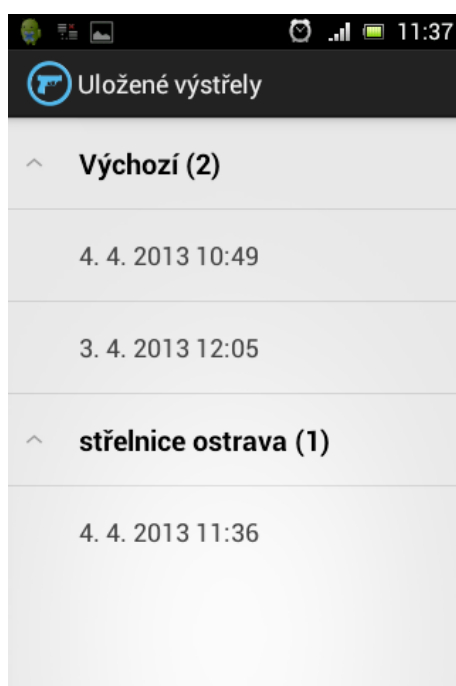 11:37
Uložené výstřely
Výchozí (2)
4. 4. 2013 10:49
3. 4. 2013 12:05
střelnice ostrava (1)
4. 4. 2013 11:36